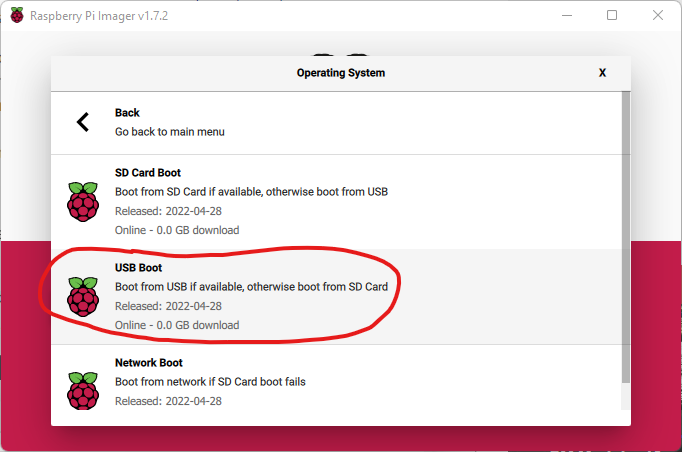 Raspberry Pi Imager v1.7.2
Operating System
X
Back
Go back to main menu
SD Card Boot
Boot from SD Card if available, otherwise boot from USB
Released: 2022-04-28
Online - 0.0 GB download
USB Boot
Boot from USB if available, otherwise boot from SD Card
Released: 2022-04-28
Online - 0.0 GB download
Network Boot
Boot from network if SD Card boot fails
Released: 2022-04-28